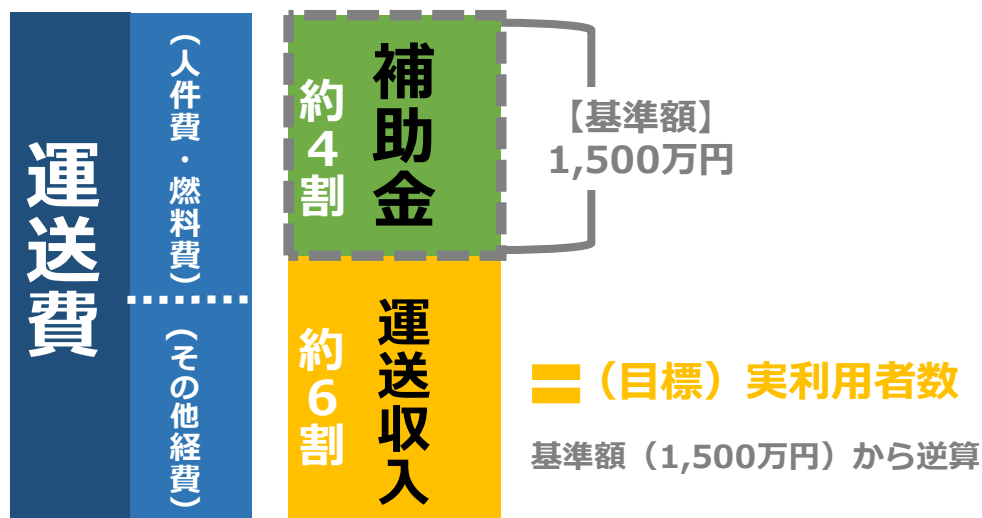 運送費
（人件費・燃料費）
（その他経費）
補助金
約4割
運送収入
約6割
【基準額】
1,500万円
＝（目標）実利用者数
基準額（1,500万円）から逆算